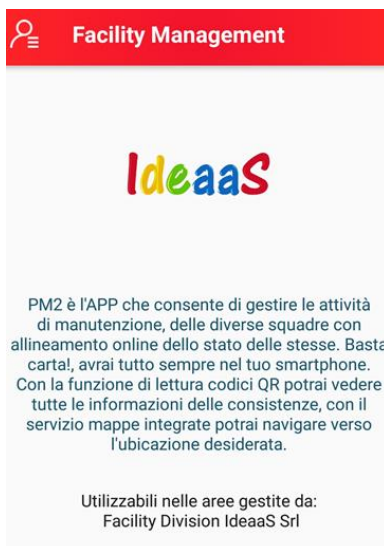 Facility Management
IdeaaS
PM2 è l'APP che consente di gestire le attività
di manutenzione, delle diverse squadre con
allineamento online dello stato delle stesse. Basta
carta!, avrai tutto sempre nel tuo smartphone.
Con la funzione di lettura codici QR potrai vedere
tutte le informazioni delle consistenze, con il
servizio mappe integrate potrai navigare verso
l'ubicazione desiderata.
Utilizzabili nelle aree gestite da:
Facility Division IdeaaS Srl